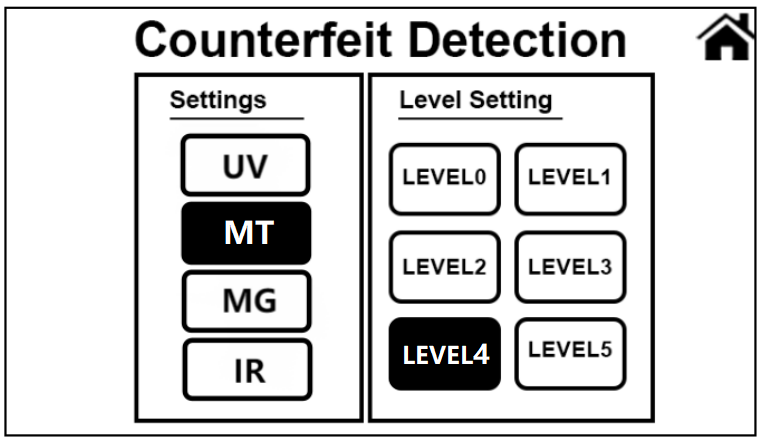 Counterfeit Detection
Settings
UV
MT
MG
IR
Level Setting
LEVEL0 LEVEL1
LEVEL2 LEVEL3
LEVEL4 LEVEL5